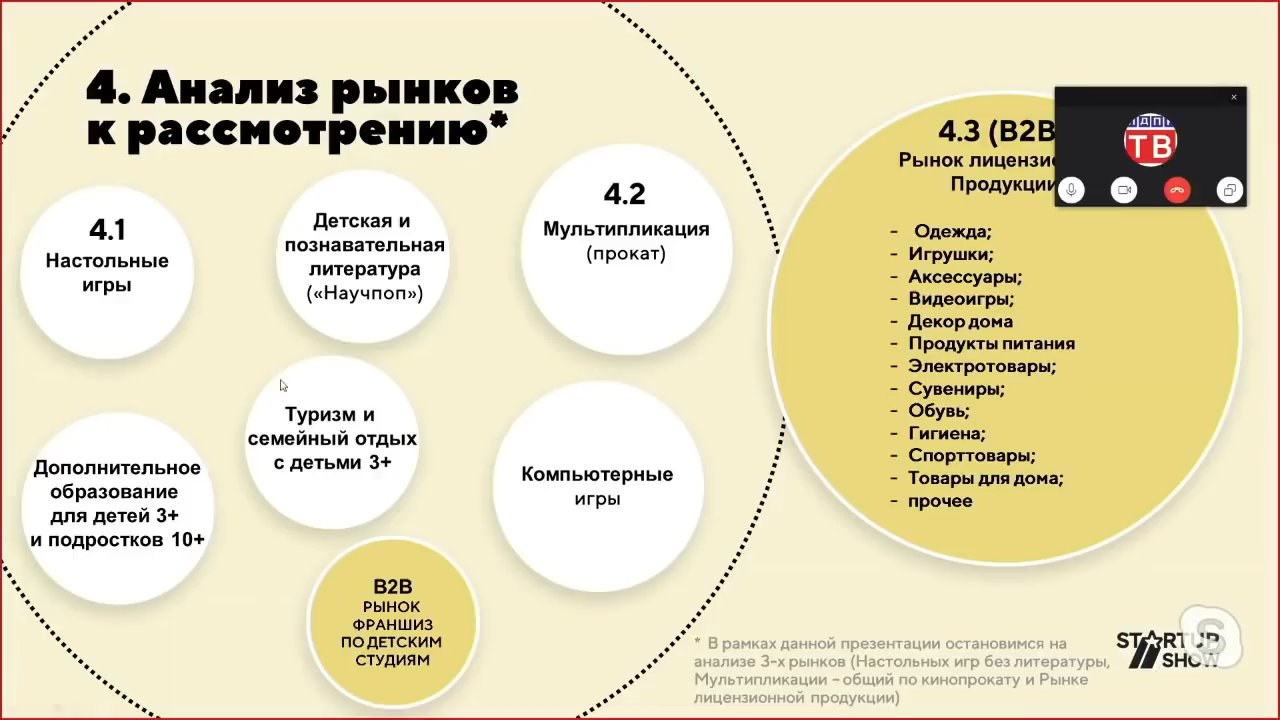 4. Анализ рынков
к рассмотрению*
4.1
Настольные
игры
Детская и
познавательная
литература
(«Научпоп»)
4.2
Мультипликация
(прокат)
4.3 (B2B
Рынок лицензио
Продукции
- Одежда;
- Игрушки;
- Аксессуары;
- Видеоигры;
- Декор дома
- Продукты питания
- Электротовары;
- Сувениры;
- Обувь;
- Гигиена;
- Спорттовары;
- Товары для дома;
- прочее
ТВ
Дополнительное
образование
для детей 3+
и подростков 10+
Туризм и
семейный отдых
с детьми 3+
Компьютерные
игры
B2B
РЫНОК
ФРАНШИЗ
ПО ДЕТСКИМ
СТУДИЯМ
* В рамках данной презентации остановимся на
анализе 3-х рынков (Настольных игр без литературы,
Мультипликации – общий по кинопрокату и Рынке
лицензионной продукции)
STARTUP
SHOW